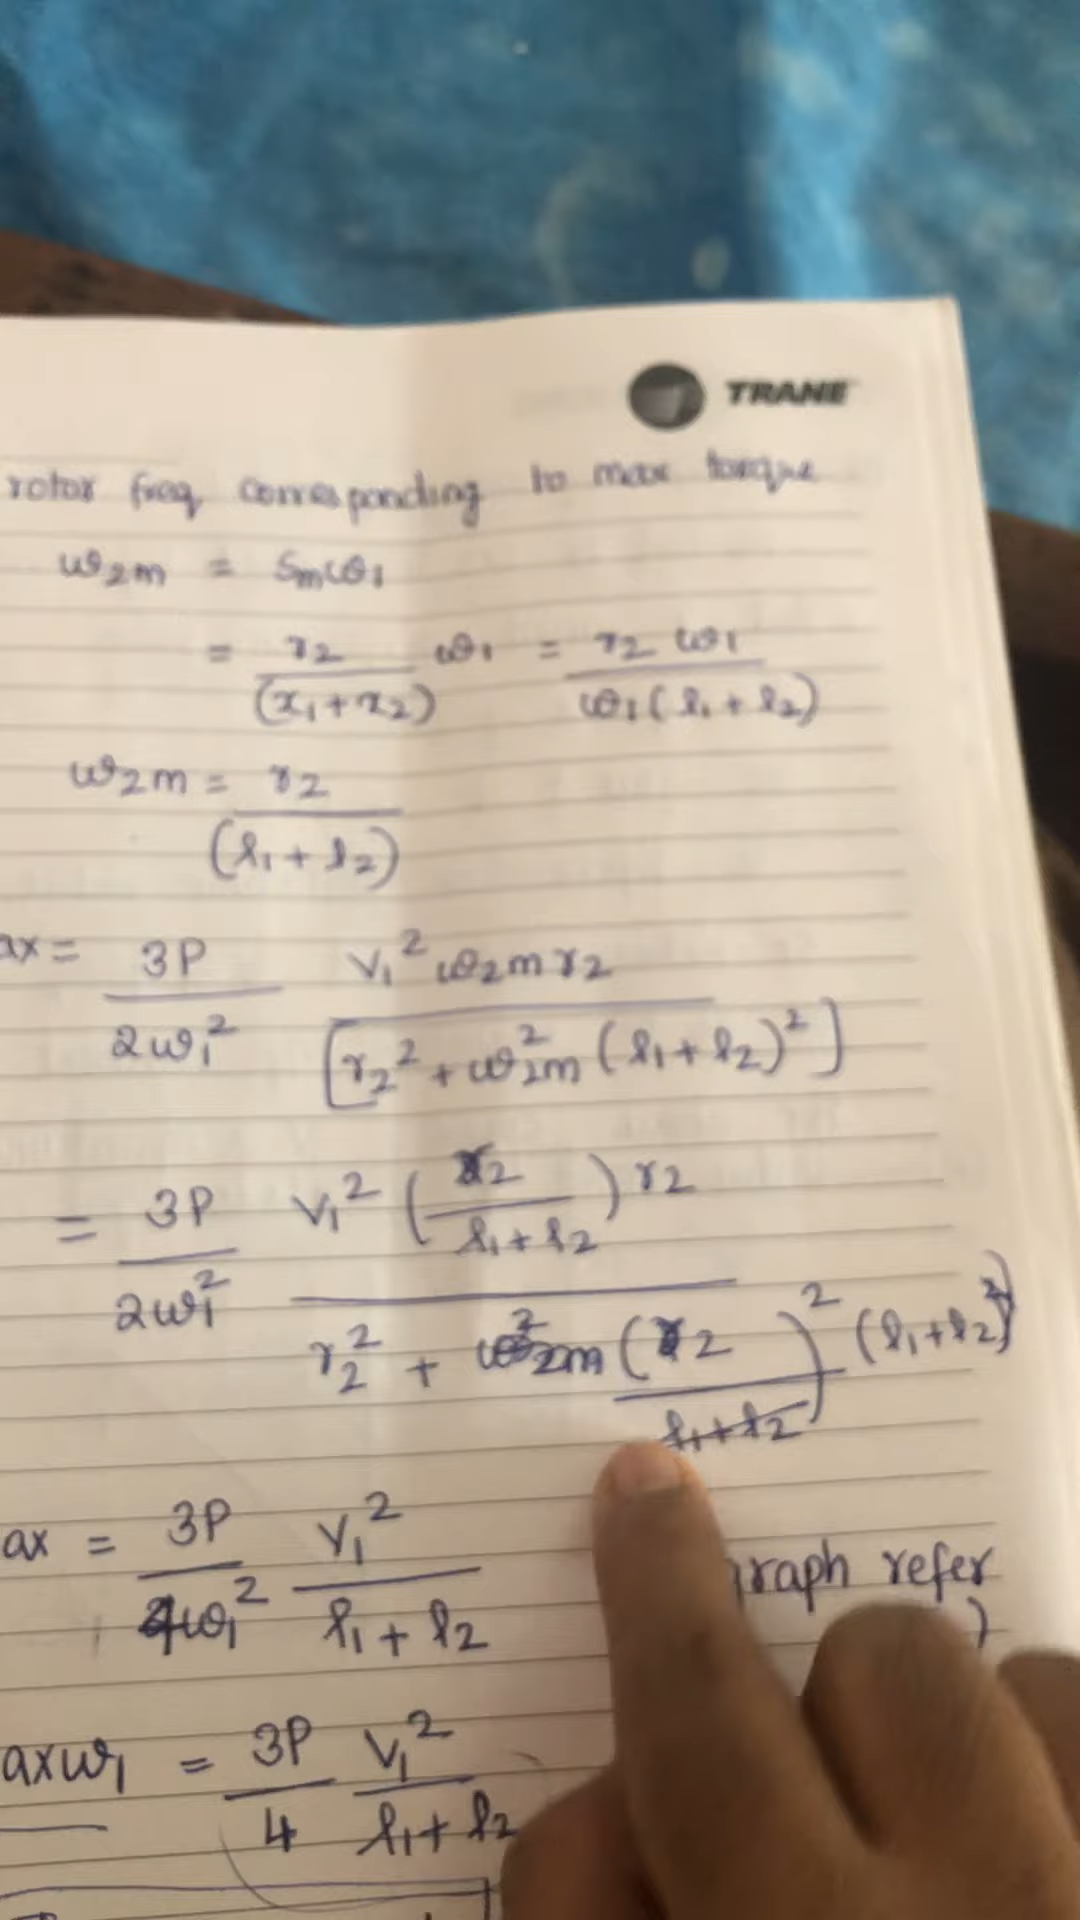 TRANE
rotor freq corresponding to max torque
ω2m = Smω1
= r2/(x1+x2) ω1 = r2 ω1/ω1(l1+l2)
ω2m = r2/(l1+l2)
ax = 3P/2ω1² V1² ω2m r2/[r2² + ω2m² (l1+l2)²]
= 3P/2ω1² V1² (r2/l1+l2) r2/r2² + ω2m² (r2/l1+l2)² (l1+l2)²
ax = 3P/4ω1² V1²/l1+l2 graph refer
)
axω1 = 3P/4 V1²/l1+l2